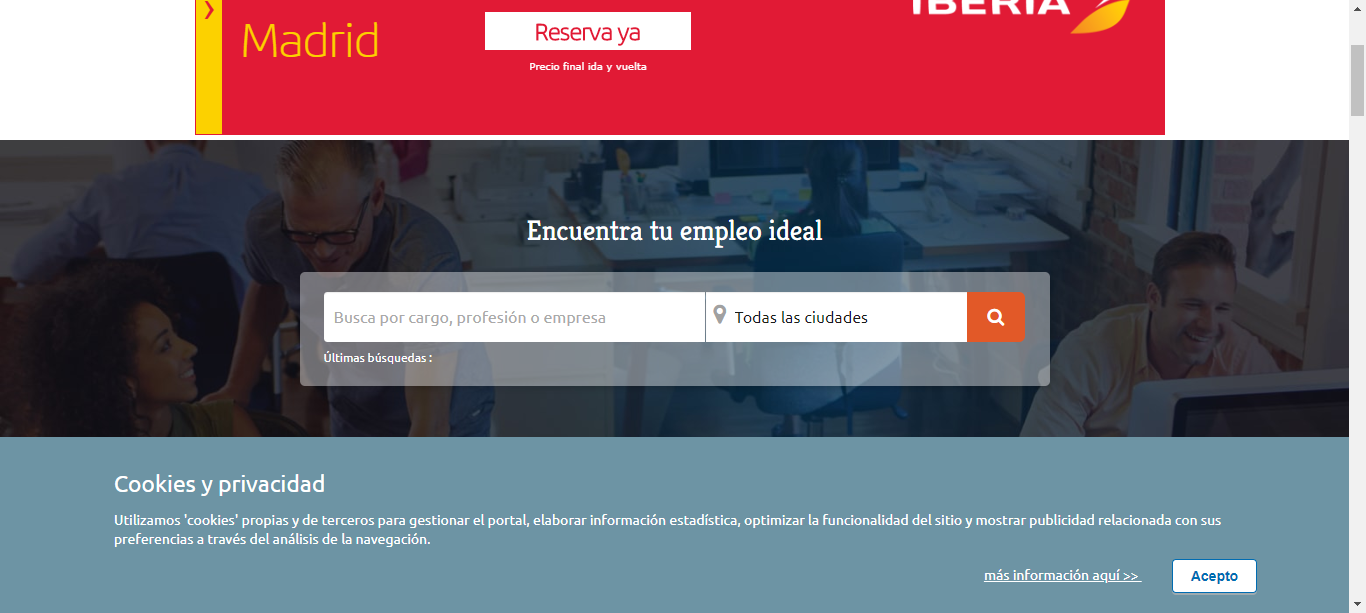 IBERIA
Madrid
Reserva ya
Precio final ida y vuelta
Encuentra tu empleo ideal
Busca por cargo, profesión o empresa
Todas las ciudades
Últimas búsquedas :
Cookies y privacidad
Utilizamos 'cookies' propias y de terceros para gestionar el portal, elaborar información estadística, optimizar la funcionalidad del sitio y mostrar publicidad relacionada con sus
preferencias a través del análisis de la navegación.
más información aquí >>
Acepto